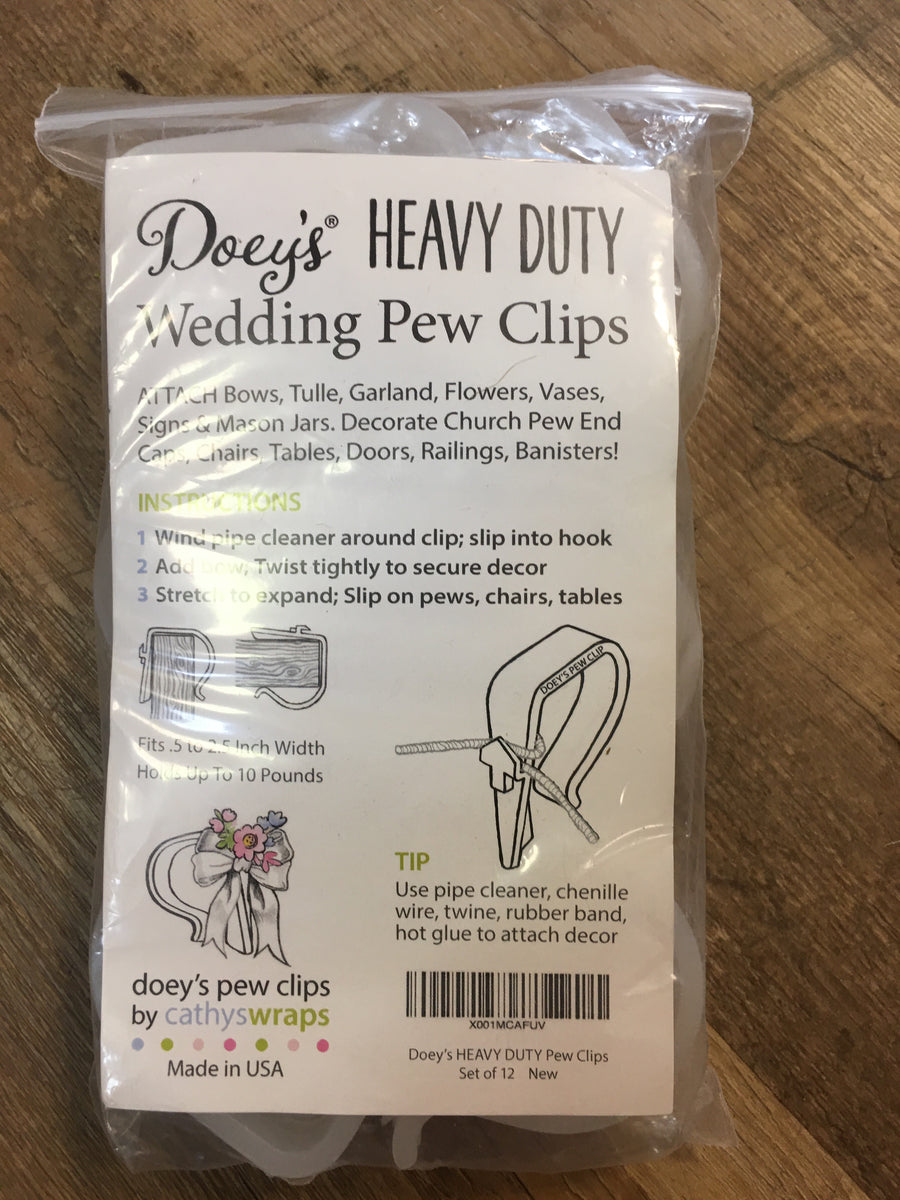 Doey's® HEAVY DUTY
Wedding Pew Clips
ATTACH Bows, Tulle, Garland, Flowers, Vases,
Signs & Mason Jars. Decorate Church Pew End
Caps, Chairs, Tables, Doors, Railings, Banisters!
INSTRUCTIONS
1 Wind pipe cleaner around clip; slip into hook
2 Add bow; Twist tightly to secure decor
3 Stretch to expand; Slip on pews, chairs, tables
DOEY'S PEW CLIP
Fits .5 to 2.5 Inch Width
Holds Up To 10 Pounds
TIP
Use pipe cleaner, chenille
wire, twine, rubber band,
hot glue to attach decor
doey's pew clips
by cathyswraps
Made in USA
X001MCAFUV
Doey's HEAVY DUTY Pew Clips
Set of 12 New